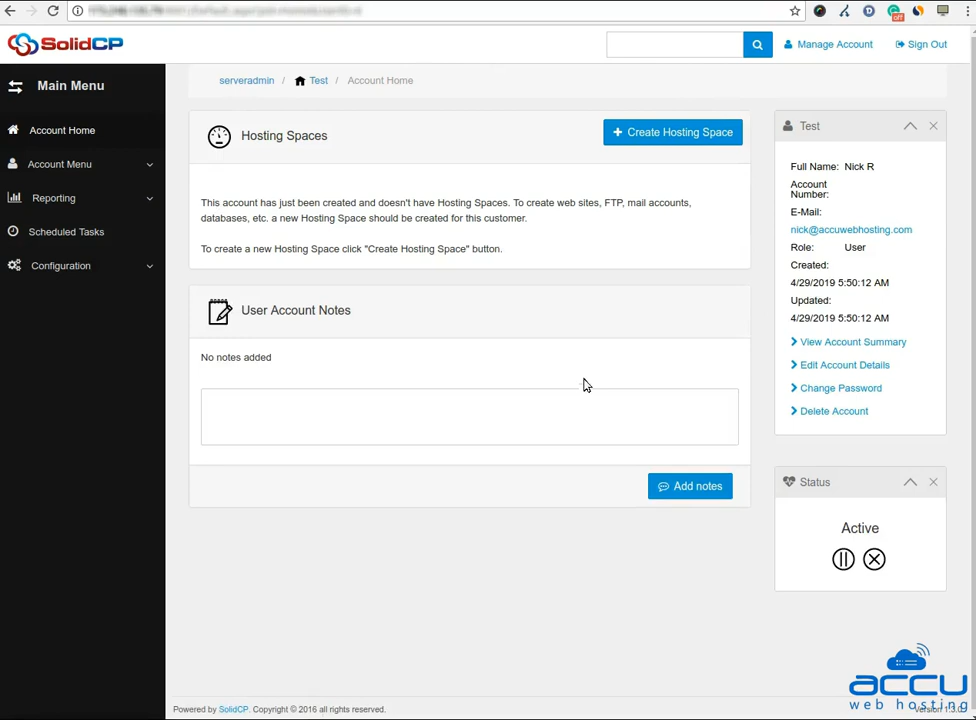 off
SolidCP
Manage Account
Sign Out
Main Menu
serveradmin / Test / Account Home
Account Home
Account Menu
Reporting
Scheduled Tasks
Configuration
Hosting Spaces
+ Create Hosting Space
This account has just been created and doesn't have Hosting Spaces. To create web sites, FTP, mail accounts,
databases, etc. a new Hosting Space should be created for this customer.
To create a new Hosting Space click "Create Hosting Space" button.
User Account Notes
No notes added
Add notes
Test
Full Name: Nick R
Account
Number:
E-Mail:
nick@accuwebhosting.com
Role: User
Created:
4/29/2019 5:50:12 AM
Updated:
4/29/2019 5:50:12 AM
View Account Summary
Edit Account Details
Change Password
Delete Account
Status
Active
Powered by SolidCP. Copyright © 2016 all rights reserved.
ACCU
web hosting